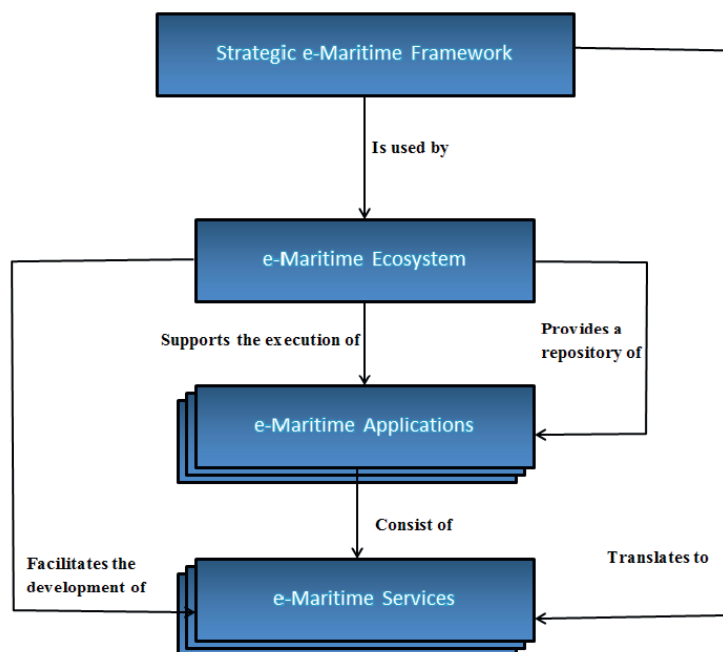 Strategic e-Maritime Framework
Is used by
e-Maritime Ecosystem
Supports the execution of
Provides a
repository of
e-Maritime Applications
Consist of
Facilitates the
development of
Translates to
e-Maritime Services